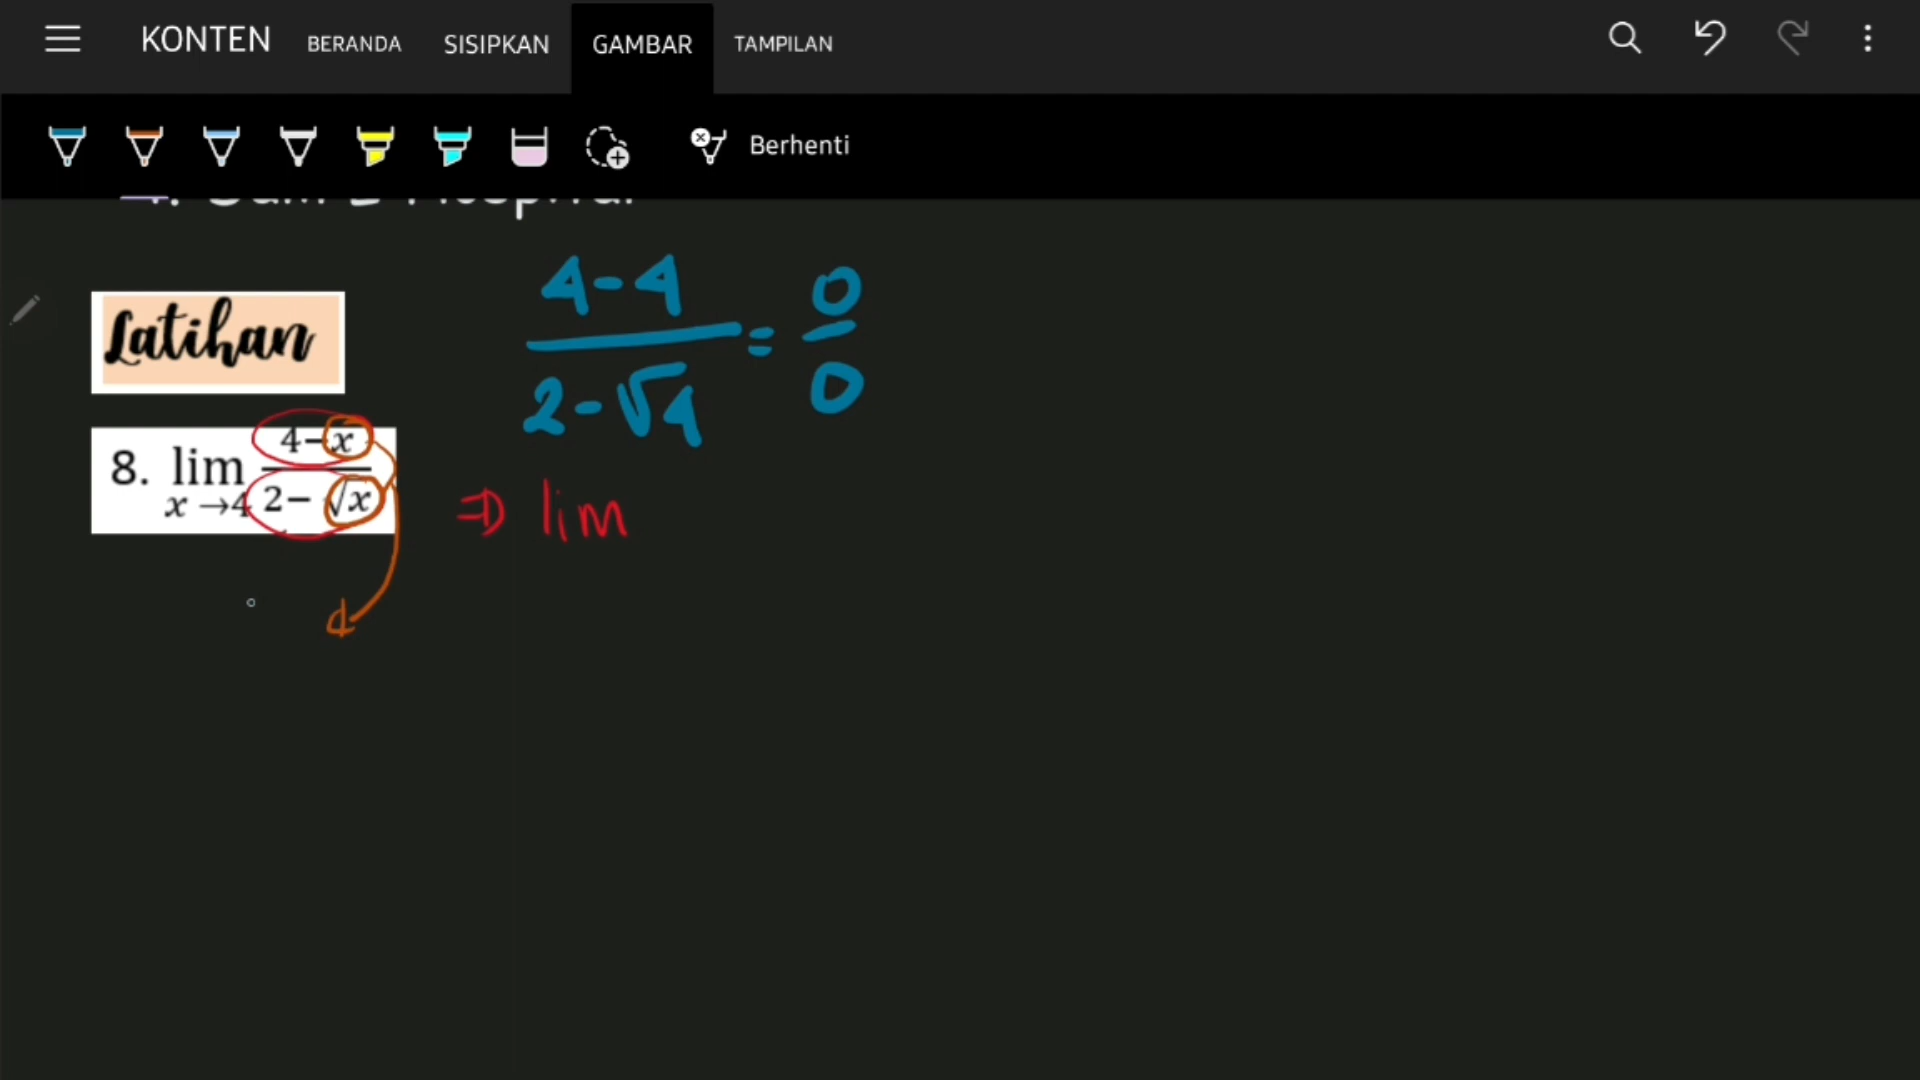 KONTEN BERANDA SISIPKAN GAMBAR TAMPILAN
Berhenti
Latihan
4-4
2-√4
= 0/0
8. lim x→4 4-x / 2-√x
⇒ lim